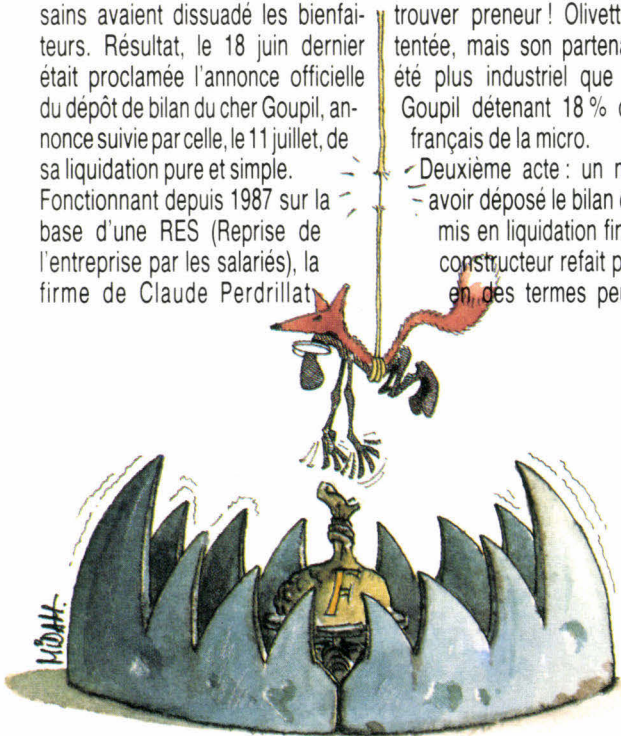 sains avaient dissuadé les bienfai-
teurs. Résultat, le 18 juin dernier
était proclamée l'annonce officielle
du dépôt de bilan du cher Goupil, an-
nonce suivie par celle, le 11 juillet, de
sa liquidation pure et simple.
Fonctionnant depuis 1987 sur la
base d'une RES (Reprise de
l'entreprise par les salariés), la
firme de Claude Perdrillat
trouver preneur ! Olivett
tentée, mais son partena
été plus industriel que
Goupil détenant 18 %
français de la micro.
Deuxième acte : un m
avoir déposé le bilan
mis en liquidation fin
constructeur refait p
en des termes peu
F
MÏDAM.